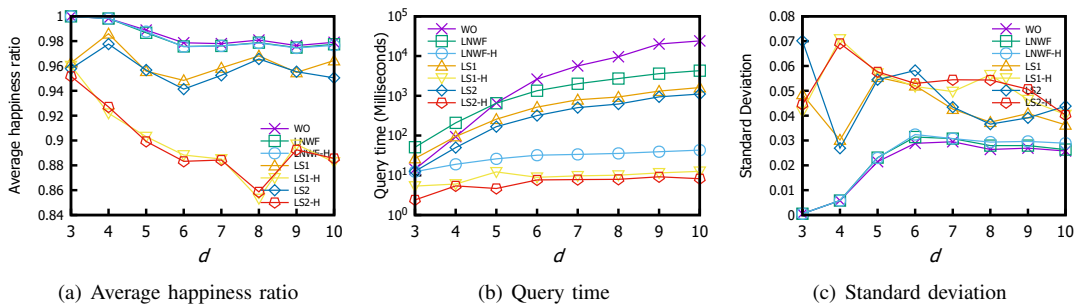 Average happiness ratio
1
0.98
0.96
0.94
0.92
0.9
0.88
0.86
0.84
WO
LNWF
LNWF-H
LS1
LS1-H
LS2
LS2-H
3 4 5 6 7 8 9 10
d
(a) Average happiness ratio
Query time (Milliseconds)
10^5
10^4
10^3
10^2
10^1
10^0
WO
LNWF
LNWF-H
LS1
LS1-H
LS2
LS2-H
3 4 5 6 7 8 9 10
d
(b) Query time
Standard Deviation
0.08
0.07
0.06
0.05
0.04
0.03
0.02
0.01
0.00
WO
LNWF
LNWF-H
LS1
LS1-H
LS2
LS2-H
3 4 5 6 7 8 9 10
d
(c) Standard deviation